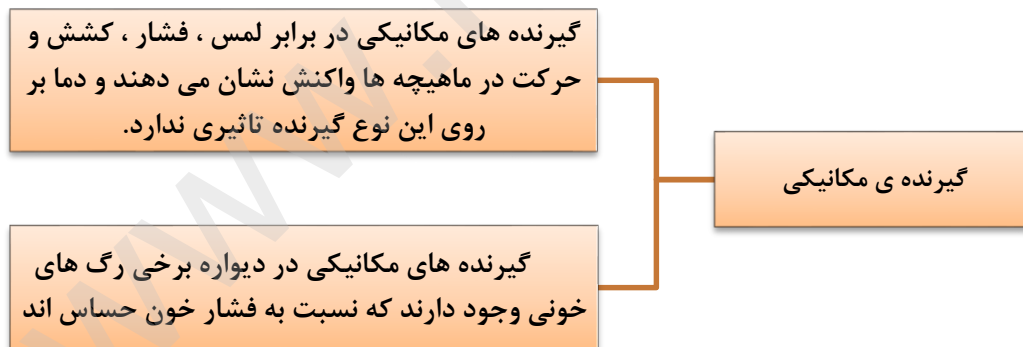 گیرنده ی مکانیکی
گیرنده های مکانیکی در برابر لمس ، فشار ، کشش و
حرکت در ماهیچه ها واکنش نشان می دهند و دما بر
روی این نوع گیرنده تاثیری ندارد.
گیرنده های مکانیکی در دیواره برخی رگ های
خونی وجود دارند که نسبت به فشار خون حساس اند